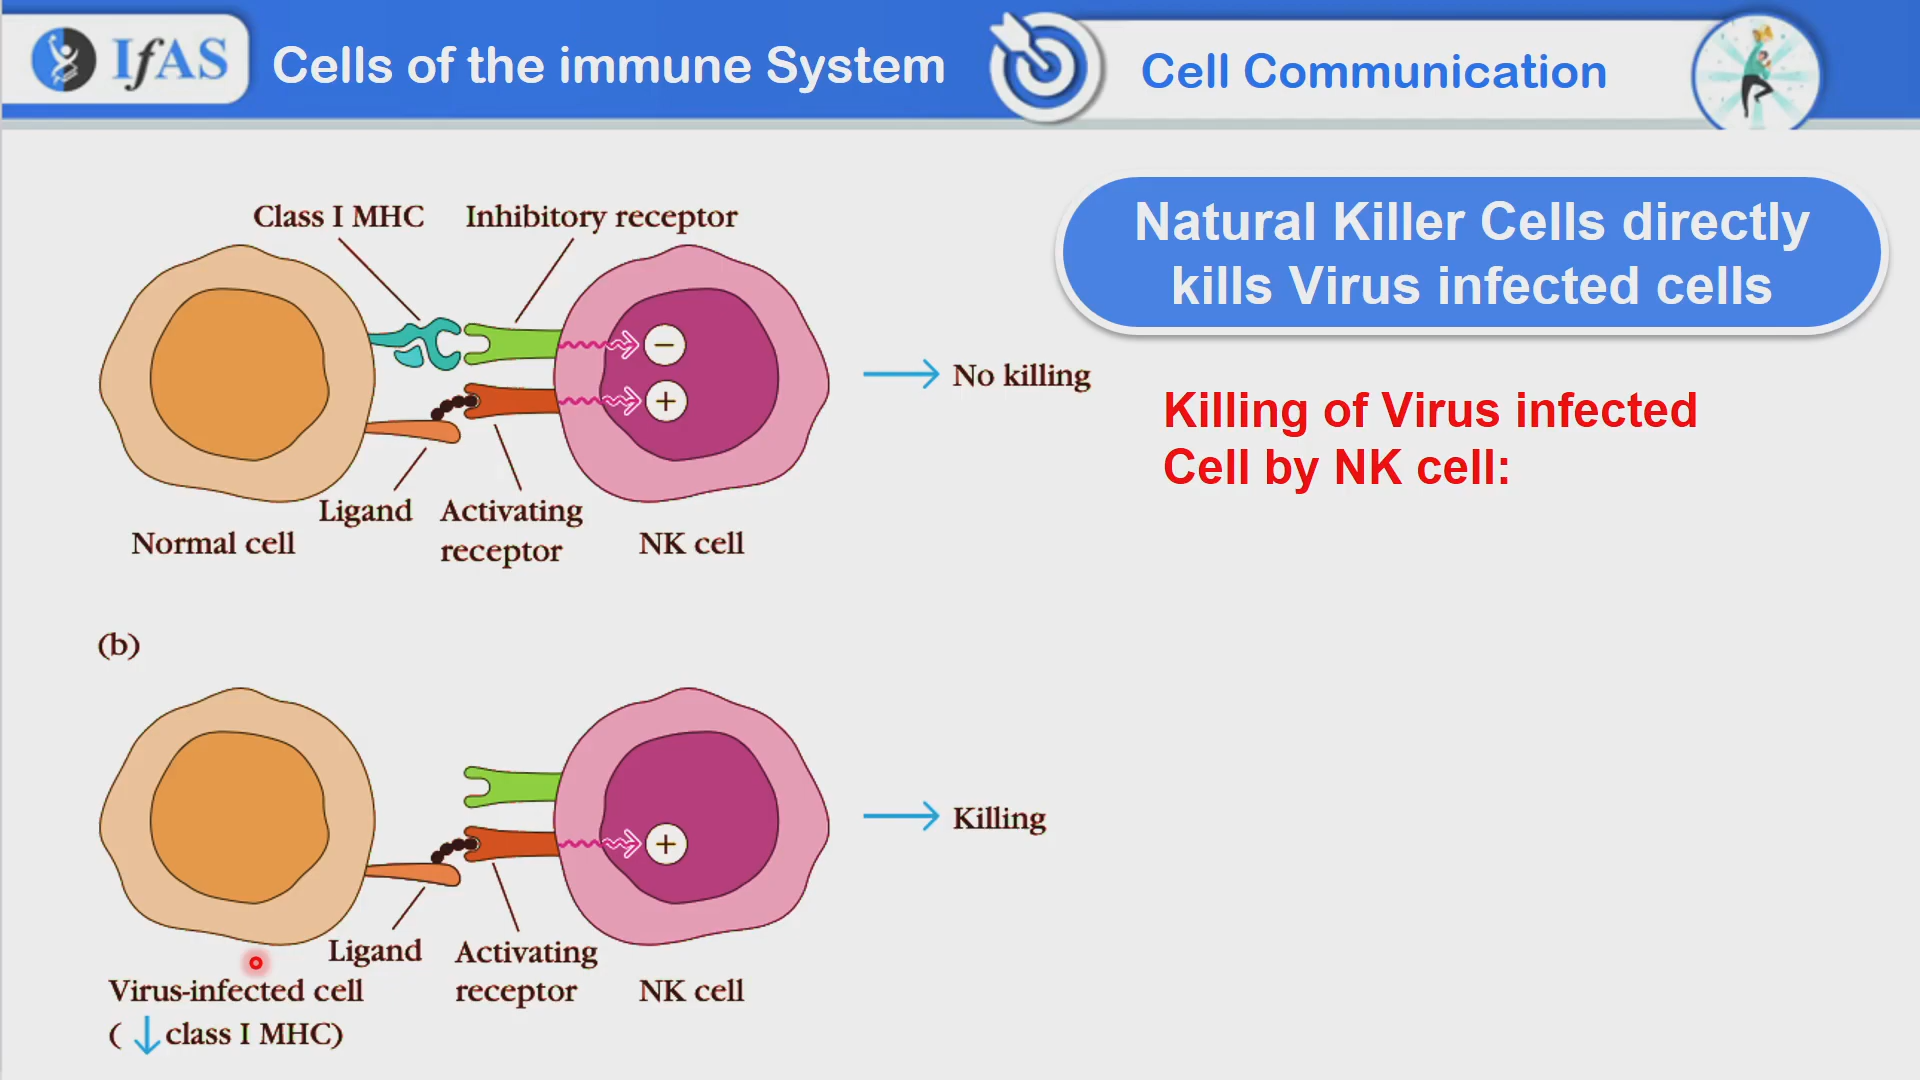 IfAS
Cells of the immune System
Cell Communication
Natural Killer Cells directly
kills Virus infected cells
Killing of Virus infected
Cell by NK cell:
Class I MHC
Inhibitory receptor
−
+
No killing
Ligand
Activating
receptor
Normal cell
NK cell
(b)
+
Killing
Ligand
Activating
receptor
Virus-infected cell
(↓class I MHC)
NK cell